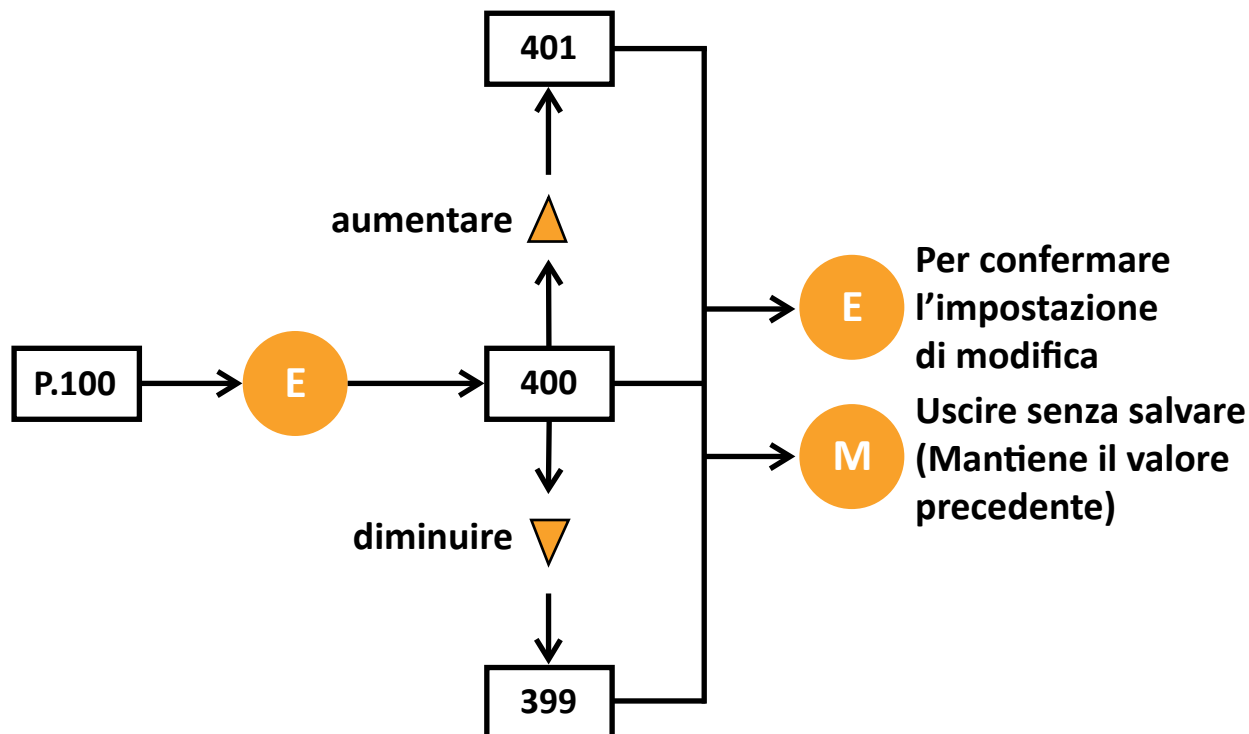 401
aumentare
P.100
E
400
diminuire
399
E
Per confermare
l’impostazione
di modifica
M
Uscire senza salvare
(Mantiene il valore
precedente)